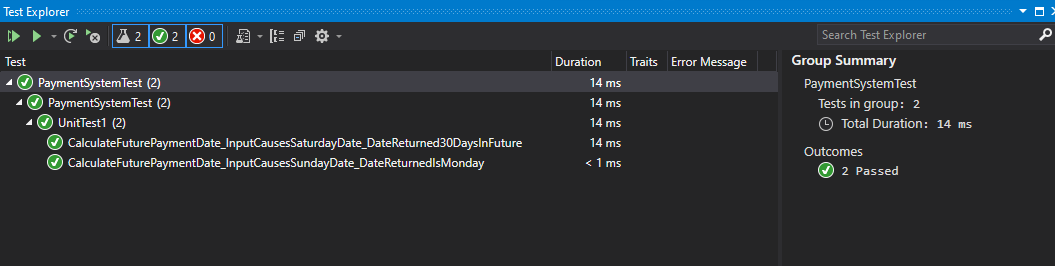 Test Explorer
2 2 0
Search Test Explorer
Test Duration Traits Error Message
PaymentSystemTest (2) 14 ms
PaymentSystemTest (2) 14 ms
UnitTest1 (2) 14 ms
CalculateFuturePaymentDate_InputCausesSaturdayDate_DateReturned30DaysInFuture 14 ms
CalculateFuturePaymentDate_InputCausesSundayDate_DateReturnedIsMonday < 1 ms
Group Summary
PaymentSystemTest
Tests in group: 2
Total Duration: 14 ms
Outcomes
2 Passed